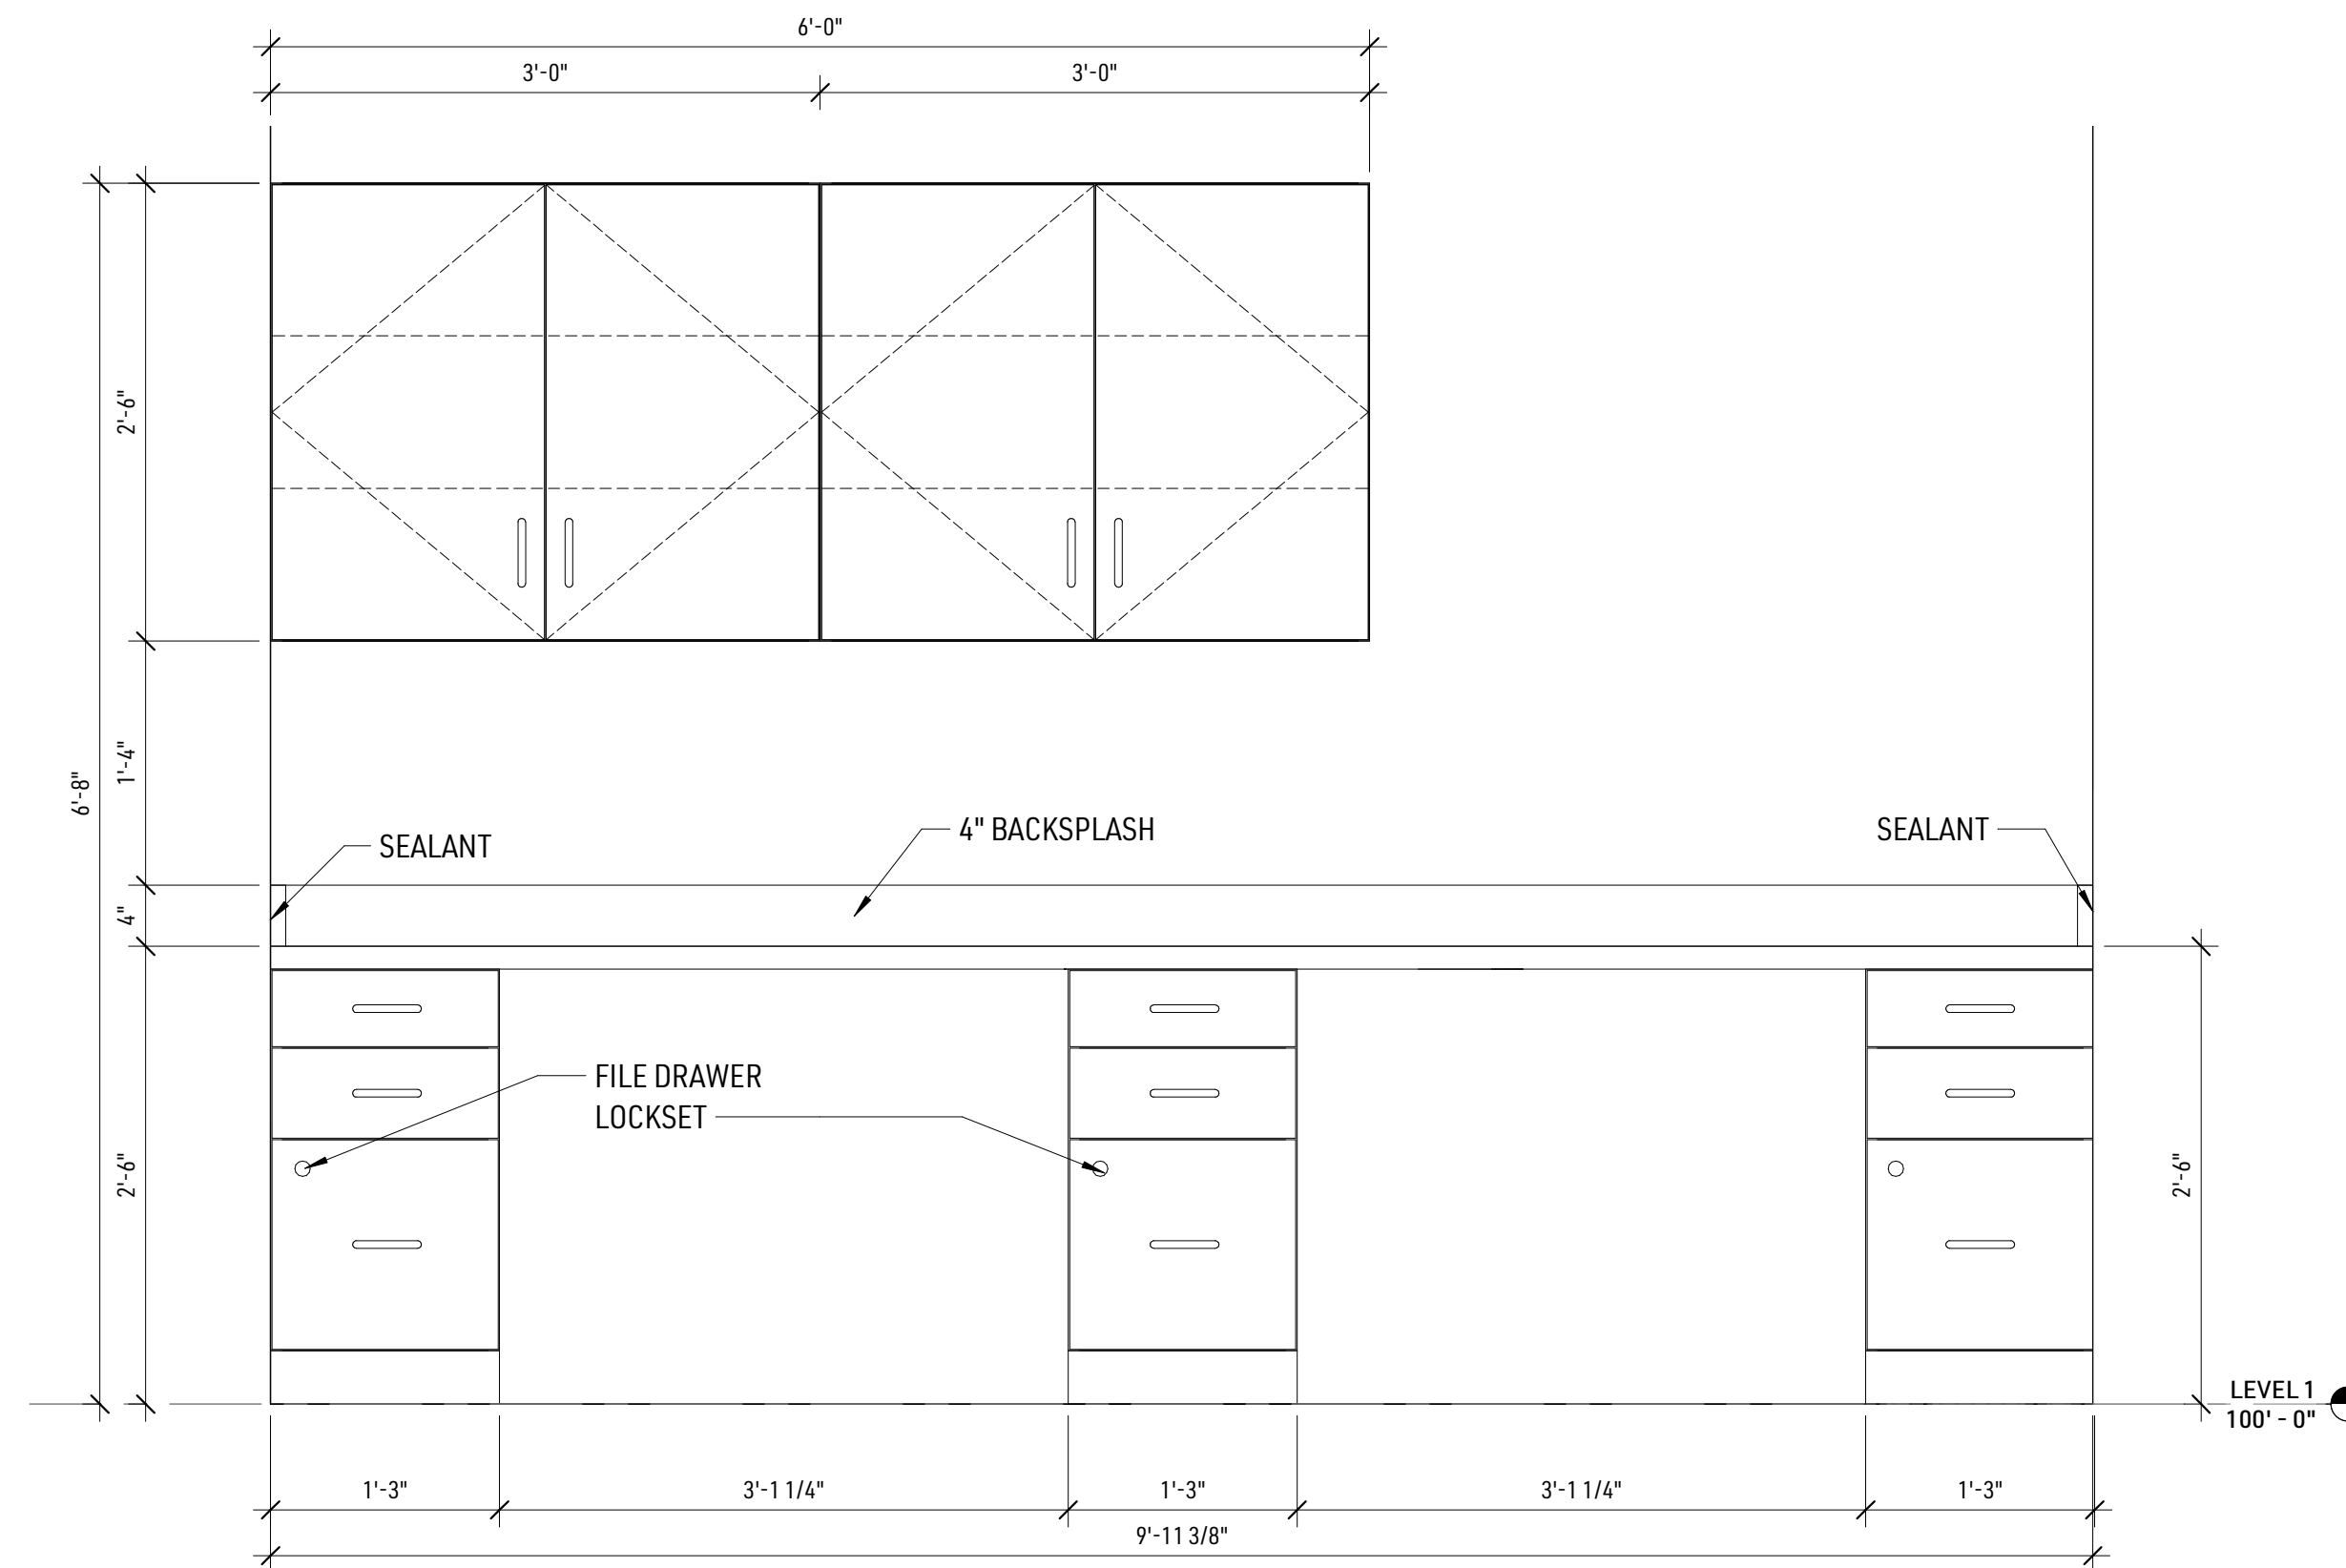 6'-0"
3'-0"
3'-0"
2'-6"
1'-4"
6'-8"
4" BACKSPLASH
SEALANT
SEALANT
4"
FILE DRAWER
LOCKSET
2'-6"
2'-6"
LEVEL 1
100' - 0"
1'-3"
3'-1 1/4"
1'-3"
3'-1 1/4"
1'-3"
9'-11 3/8"